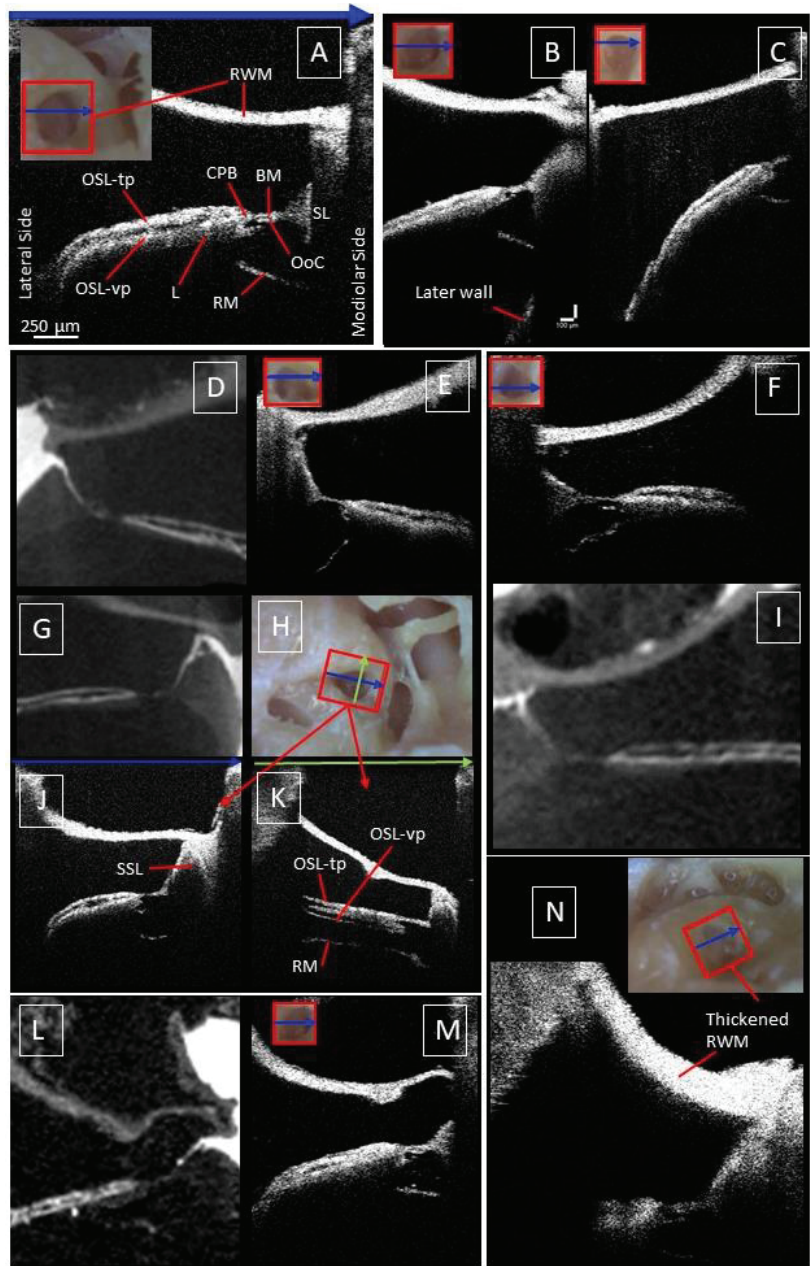 A
RWM
OSL-tp
CPB
BM
SL
OSL-vp
L
RM
OoC
Lateral Side
Modiolar Side
250 µm
B
C
Later wall
100 µm
D
E
F
G
H
I
J
SSL
K
OSL-vp
OSL-tp
RM
L
M
N
Thickened
RWM